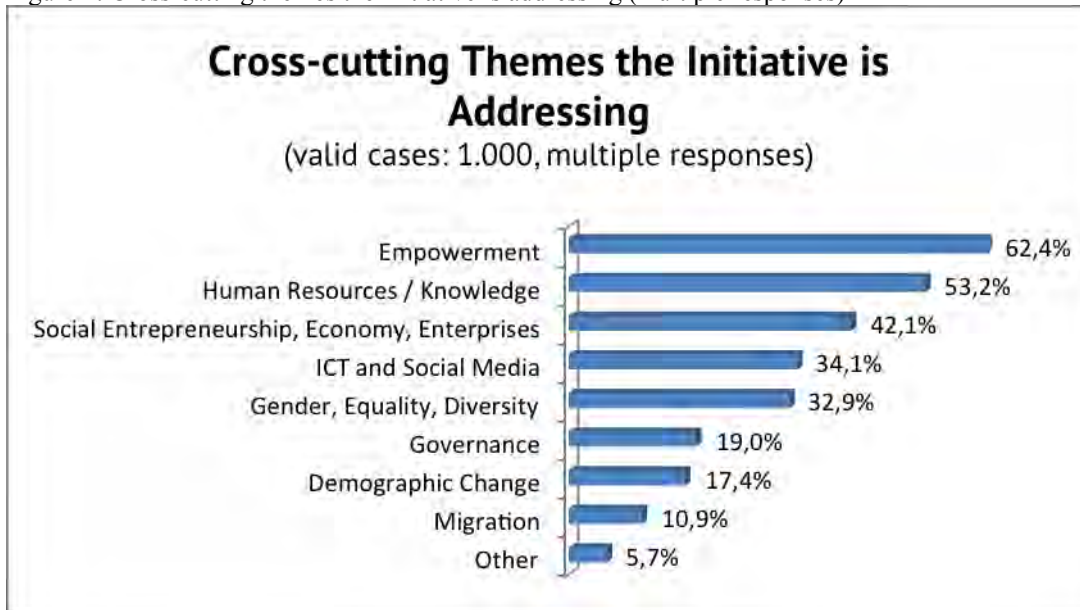 Cross-cutting Themes the Initiative is
Addressing
(valid cases: 1.000, multiple responses)
Empowerment 62,4%
Human Resources / Knowledge 53,2%
Social Entrepreneurship, Economy, Enterprises 42,1%
ICT and Social Media 34,1%
Gender, Equality, Diversity 32,9%
Governance 19,0%
Demographic Change 17,4%
Migration 10,9%
Other 5,7%